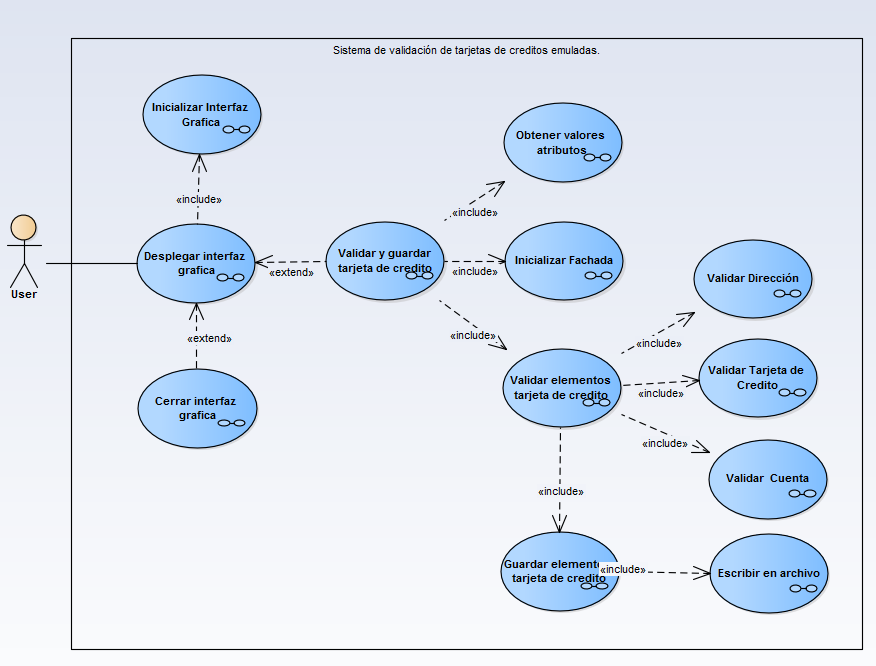 Sistema de validación de tarjetas de creditos emuladas.
Inicializar Interfaz
Grafica
«include»
Desplegar interfaz
grafica
«extend»
Cerrar interfaz
grafica
User
Validar y guardar
tarjeta de credito
«extend»
«include»
Obtener valores
atributos
«include»
Inicializar Fachada
«include»
Validar elementos
tarjeta de credito
«include»
Validar Dirección
«include»
Validar Tarjeta de
Credito
«include»
Validar Cuenta
«include»
Guardar element
tarjeta de credito
«include»
Escribir en archivo